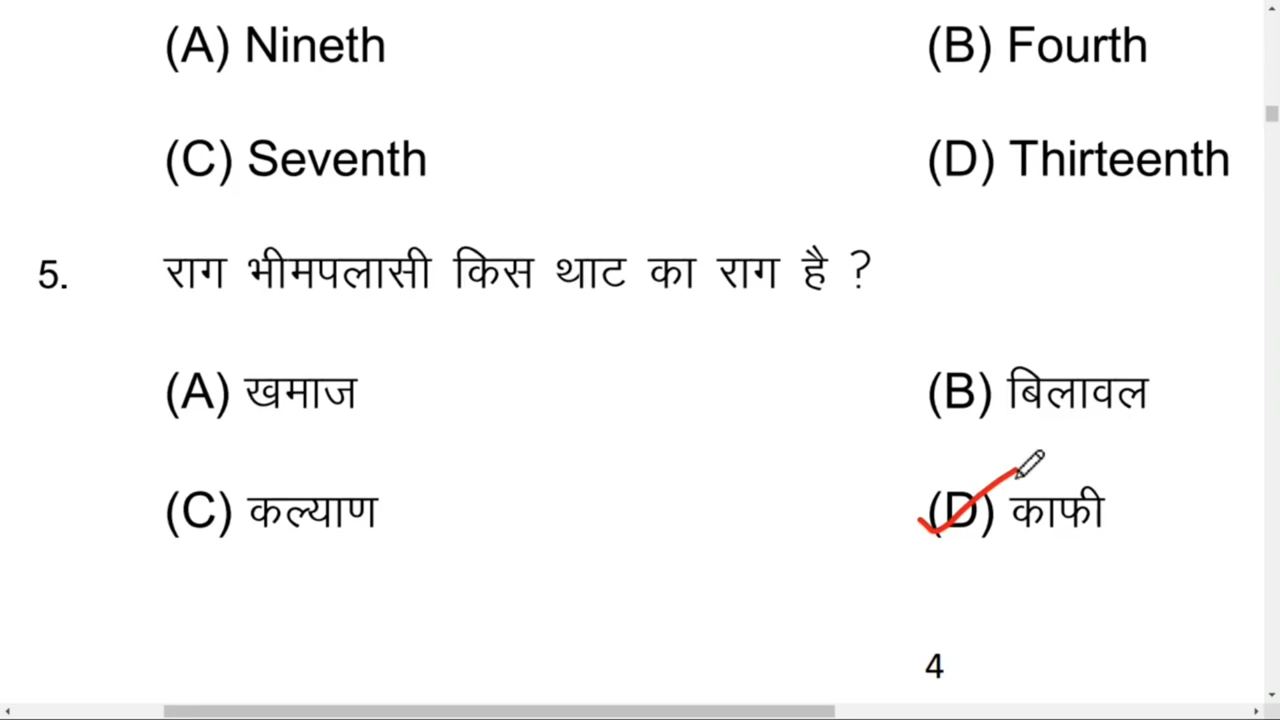 (A) Nineth (B) Fourth
(C) Seventh (D) Thirteenth
5. राग भीमपलासी किस थाट का राग है ?
(A) खमाज (B) बिलावल
(C) कल्याण (D) काफी
4